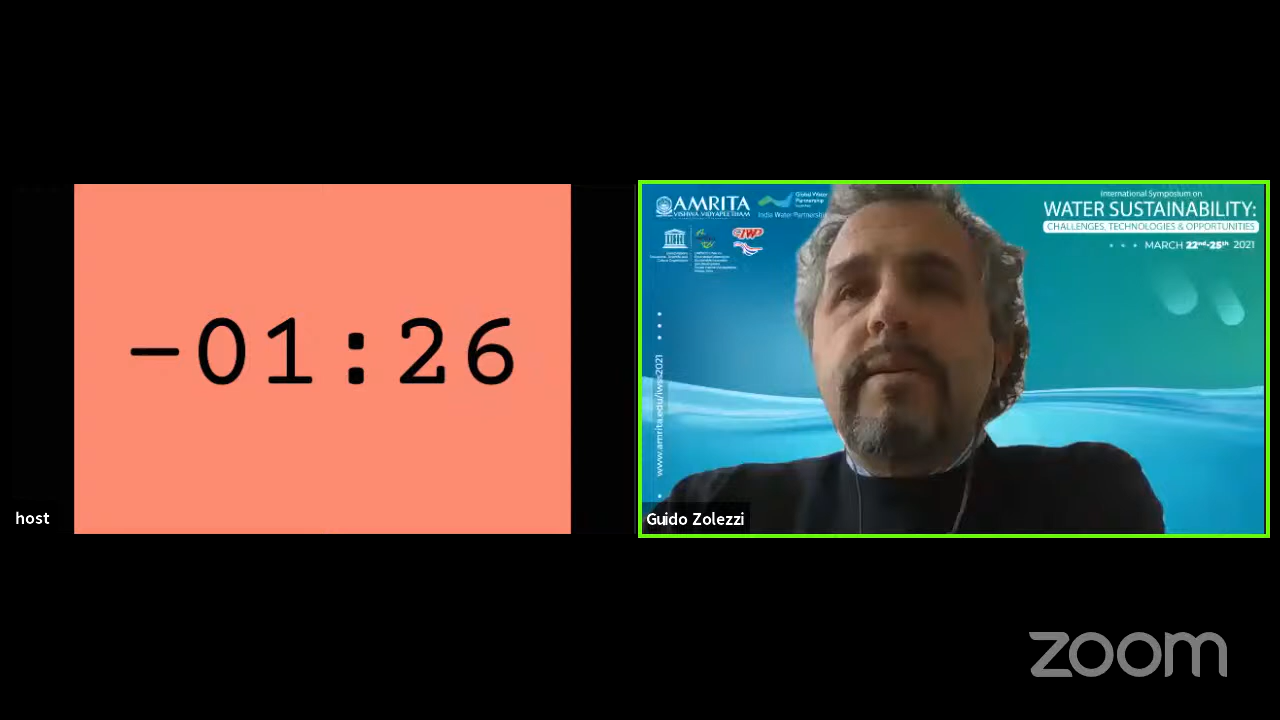 -01:26
host
AMRITA
VISHWA VIDYAPEETHAM
Global Water
Partnership
India Water Partnership
IWP
www.amrita.edu/iwss2021
International Symposium on
WATER SUSTAINABILITY:
CHALLENGES, TECHNOLOGIES & OPPORTUNITIES
MARCH 22nd-25th 2021
Guido Zolezzi
zoom